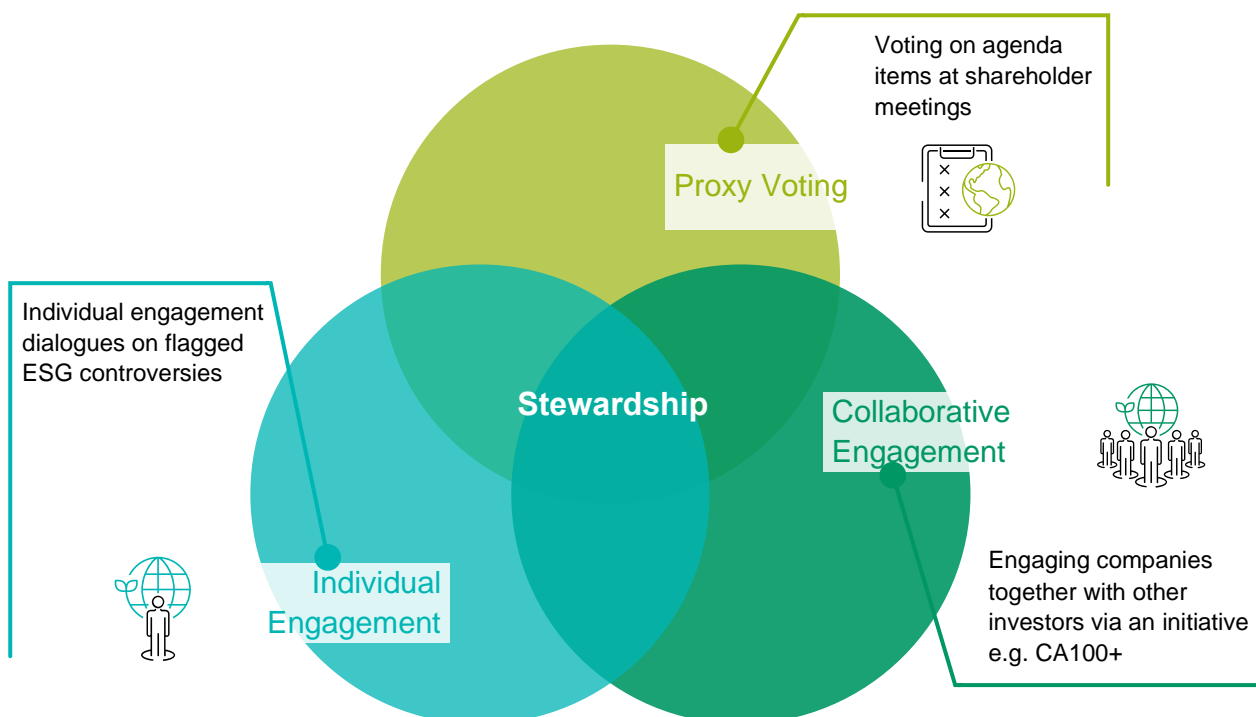 Voting on agenda
items at shareholder
meetings
Proxy Voting
Individual engagement
dialogues on flagged
ESG controversies
Stewardship
Collaborative
Engagement
Individual
Engagement
Engaging companies
together with other
investors via an initiative
e.g. CA100+